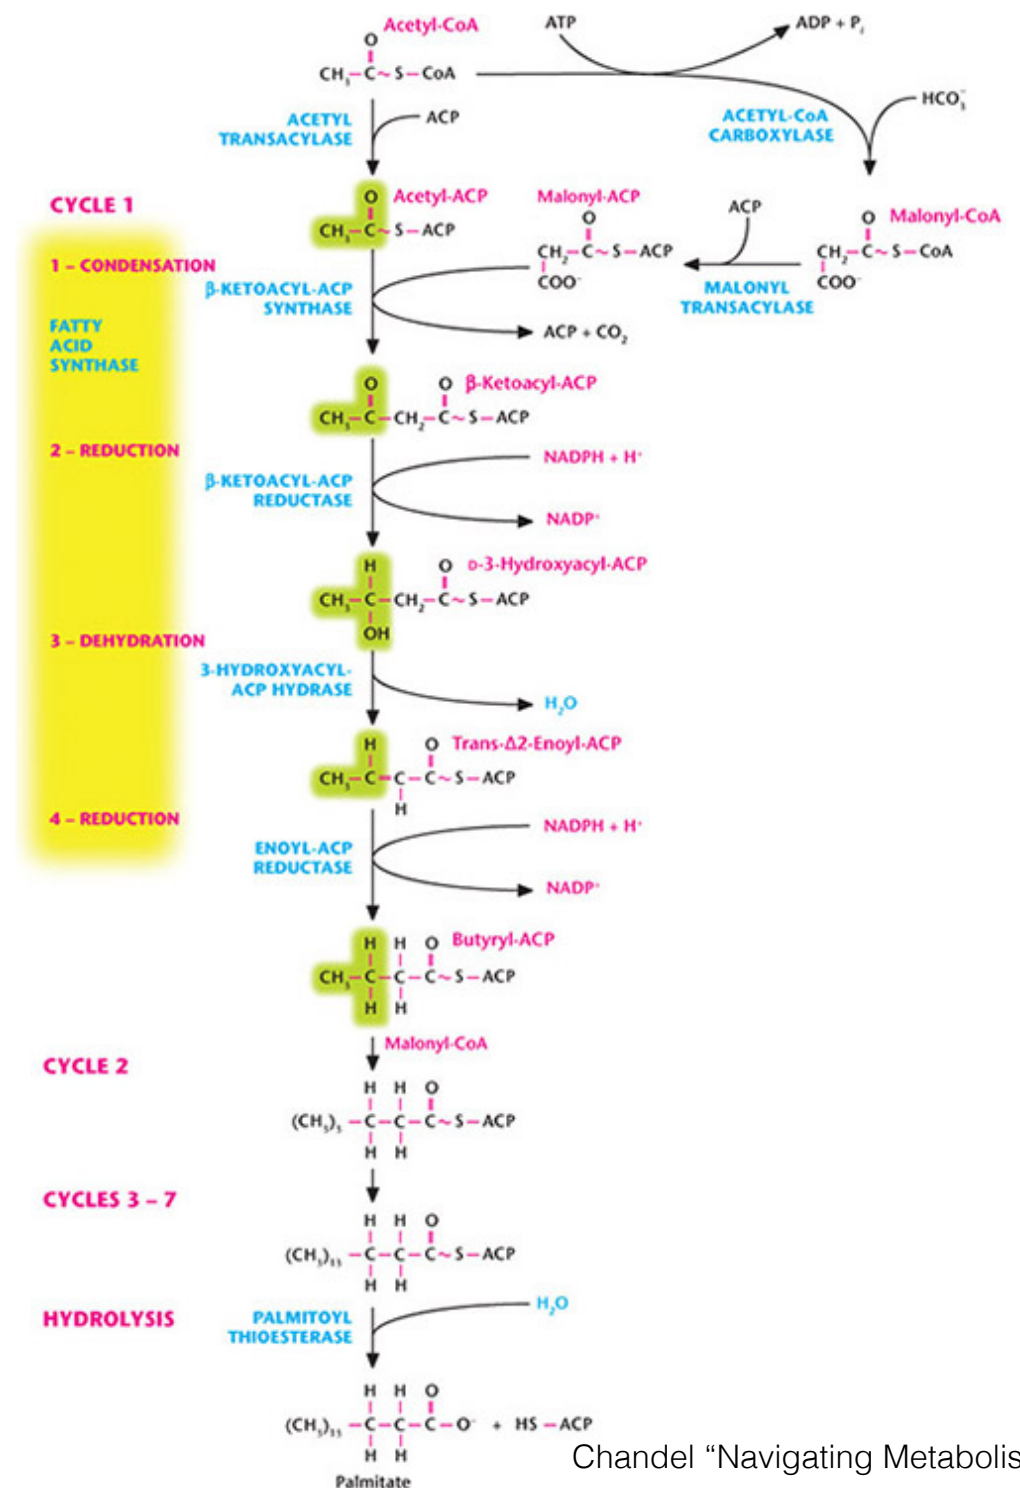 Acetyl-CoA
O
CH₃—C~S—CoA
ATP
ADP + Pᵢ
HCO₃⁻
ACETYL-CoA
CARBOXYLASE
ACETYL
TRANSACYLASE
ACP
CYCLE 1
O
Acetyl-ACP
CH₃—C~S—ACP
Malonyl-ACP
O
CH₂—C~S—ACP
COO⁻
ACP
MALONYL
TRANSACYLASE
O
Malonyl-CoA
CH₂—C~S—CoA
COO⁻
1 – CONDENSATION
β-KETOACYL-ACP
SYNTHASE
ACP + CO₂
FATTY
ACID
SYNTHASE
O O β-Ketoacyl-ACP
CH₃—C—CH₂—C~S—ACP
2 – REDUCTION
β-KETOACYL-ACP
REDUCTASE
NADPH + H⁺
NADP⁺
H O D-3-Hydroxyacyl-ACP
CH₃—C—CH₂—C~S—ACP
OH
3 – DEHYDRATION
3-HYDROXYACYL-
ACP HYDRASE
H₂O
H O Trans-Δ2-Enoyl-ACP
CH₃—C=C—C~S—ACP
H
4 – REDUCTION
ENOYL-ACP
REDUCTASE
NADPH + H⁺
NADP⁺
H H O Butyryl-ACP
CH₃—C—C—C~S—ACP
H H
Malonyl-CoA
CYCLE 2
H H O
(CH₃)₃—C—C—C~S—ACP
H H
CYCLES 3 – 7
H H O
(CH₃)₁₃—C—C—C~S—ACP
H H
HYDROLYSIS
PALMITOYL
THIOESTERASE
H₂O
H H O
(CH₃)₁₃—C—C—C—O⁻ + HS—ACP
H H
Palmitate
Chandel “Navigating Metabolis